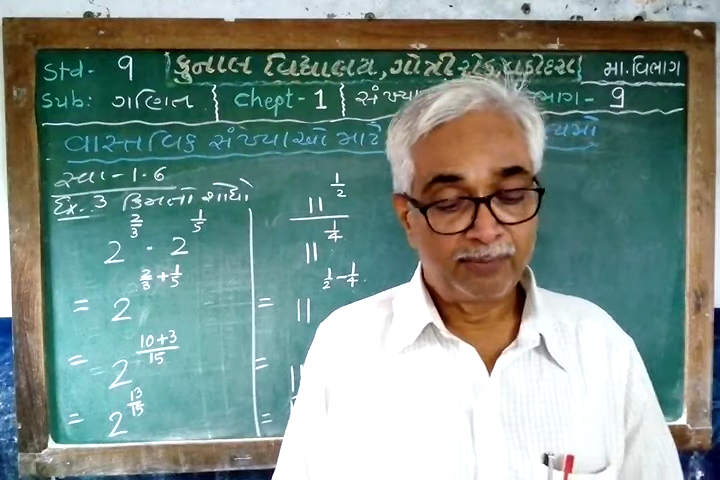 Std- 9 કુનાલ વિદ્યાલય, ગોત્રી રોડ, વડોદરા મા. વિભાગ
Sub: ગણિત chept-1 સંખ્યા ભાગ-9
વાસ્તવિક સંખ્યાઓ માટે
સ્વા-1.6
Ex. 3 કિંમતો શોધો
2^(2/3) · 2^(1/5)
= 2^(2/3+1/5)
= 2^((10+3)/15)
= 2^(13/15)
11^(1/2)
11^(1/4)
= 11^(1/2-1/4)
= 11
=